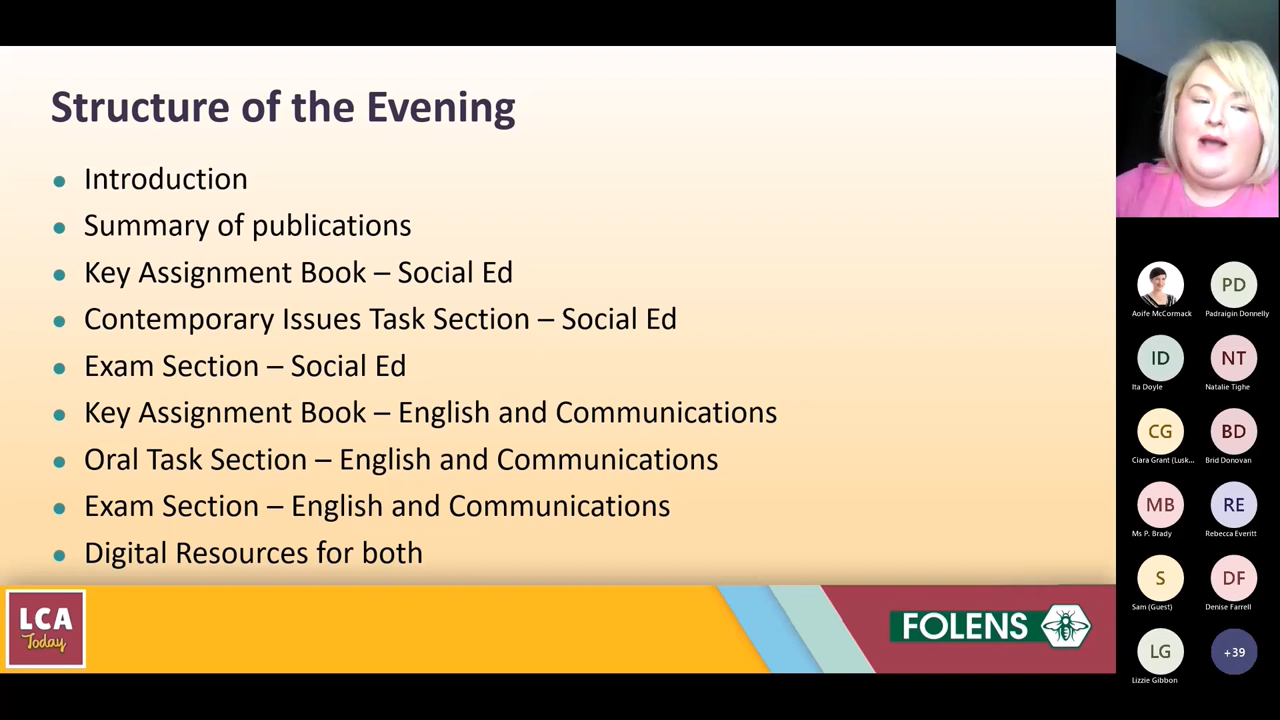 Structure of the Evening
Introduction
Summary of publications
Key Assignment Book – Social Ed
Contemporary Issues Task Section – Social Ed
Exam Section – Social Ed
Key Assignment Book – English and Communications
Oral Task Section – English and Communications
Exam Section – English and Communications
Digital Resources for both
LCA
Today
FOLENS
Aoife McCormack
PD
Padraigin Donnelly
ID
Ita Doyle
NT
Natalie Tighe
CG
Ciara Grant (Lusk...
BD
Brid Donovan
MB
Ms P. Brady
RE
Rebecca Everitt
S
Sam (Guest)
DF
Denise Farrell
LG
Lizzie Gibbon
+39